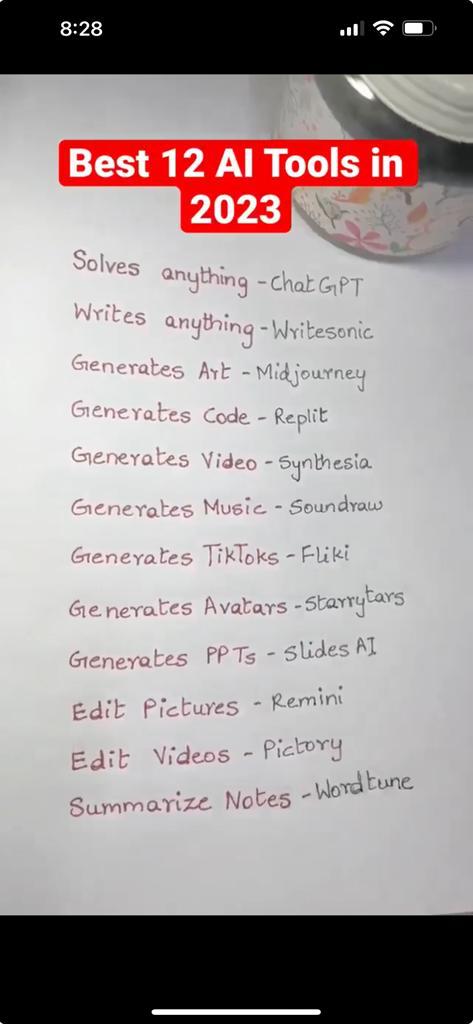 8:28
Best 12 AI Tools in
2023
Solves anything - ChatGPT
Writes anything - Writesonic
Generates Art - Midjourney
Generates Code - Replit
Generates Video - Synthesia
Generates Music - Soundraw
Generates TikToks - Fliki
Generates Avatars - Starrytars
Generates PPTs - Slides AI
Edit Pictures - Remini
Edit Videos - Pictory
Summarize Notes - Wordtune